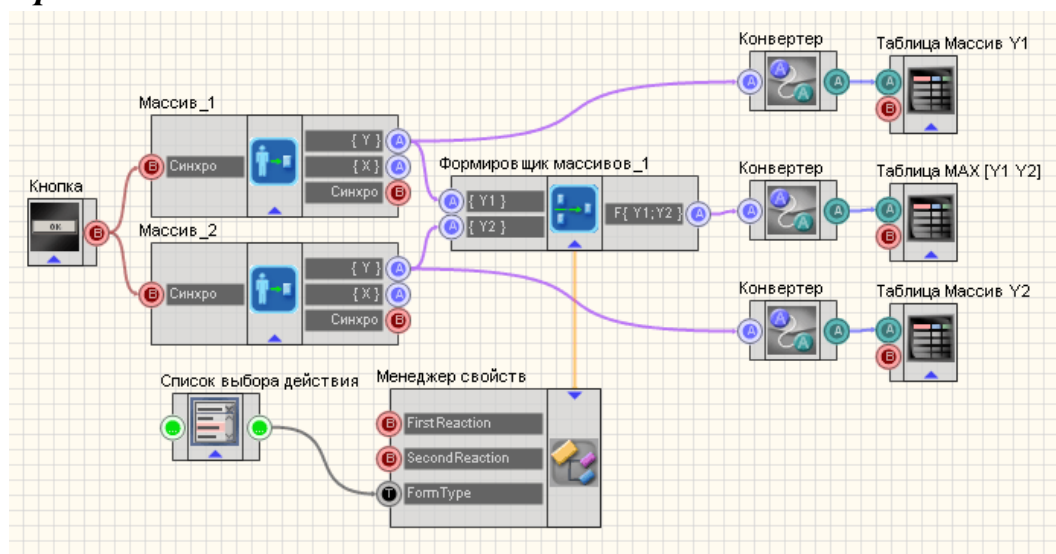 Конвертер
Таблица Массив Y1
Массив_1
{ Y }
Синхро
{ X }
Синхро
Формировщик массивов_1
{ Y1 }
{ Y2 }
F{ Y1;Y2 }
Конвертер
Таблица MAX [Y1 Y2]
Кнопка
ОК
Массив_2
{ Y }
Синхро
{ X }
Синхро
Конвертер
Таблица Массив Y2
Список выбора действия
Менеджер свойств
FirstReaction
SecondReaction
FormType